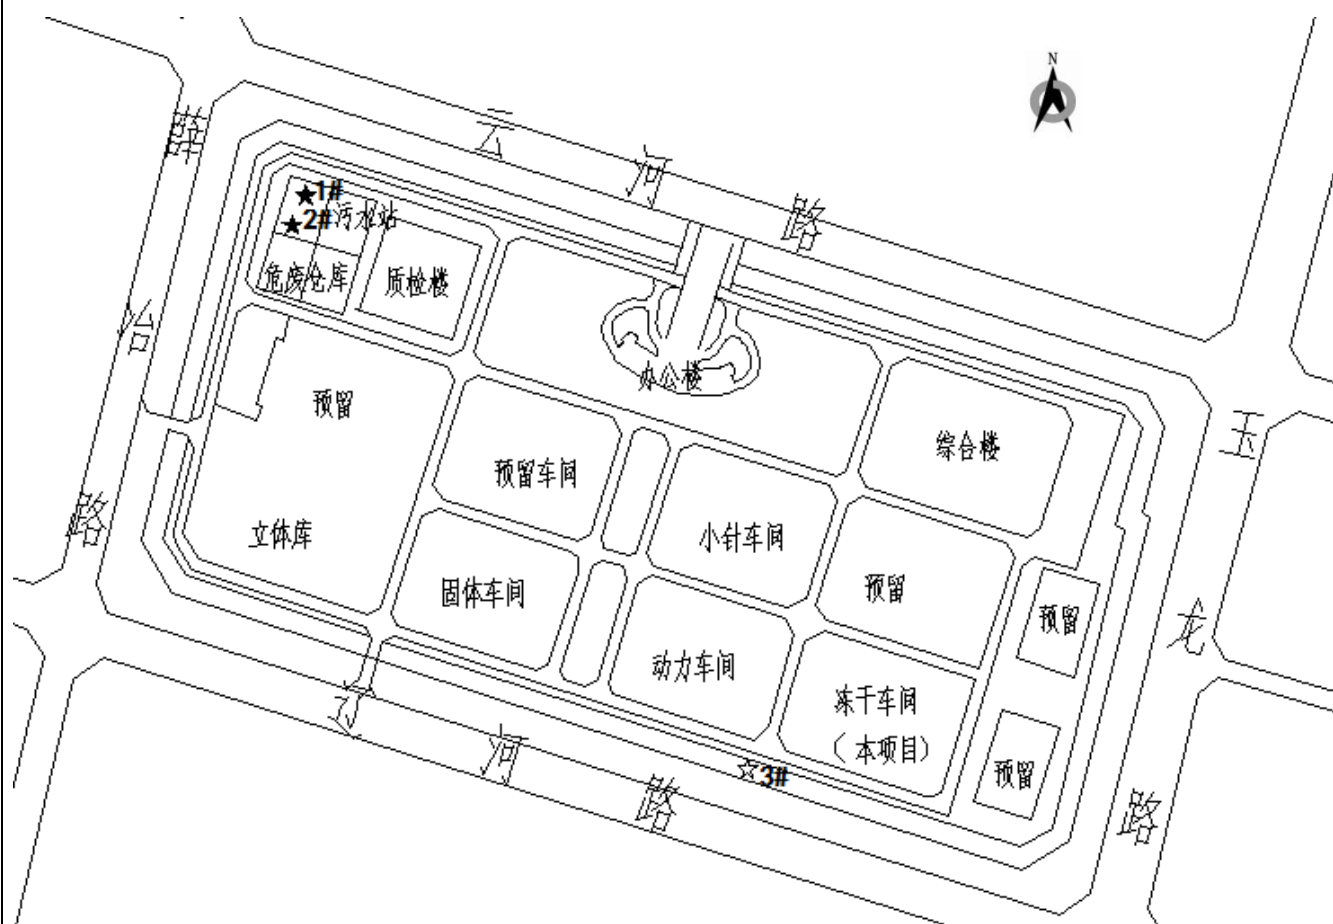 N
云河路
薛冶路
1#
2#
污水站
危废仓库
质检楼
办公楼
预留
综合楼
玉龙路
预留车间
小针车间
立体库
固体车间
预留
预留
动力车间
冻干车间
（本项目）
预留
3#
辽河路